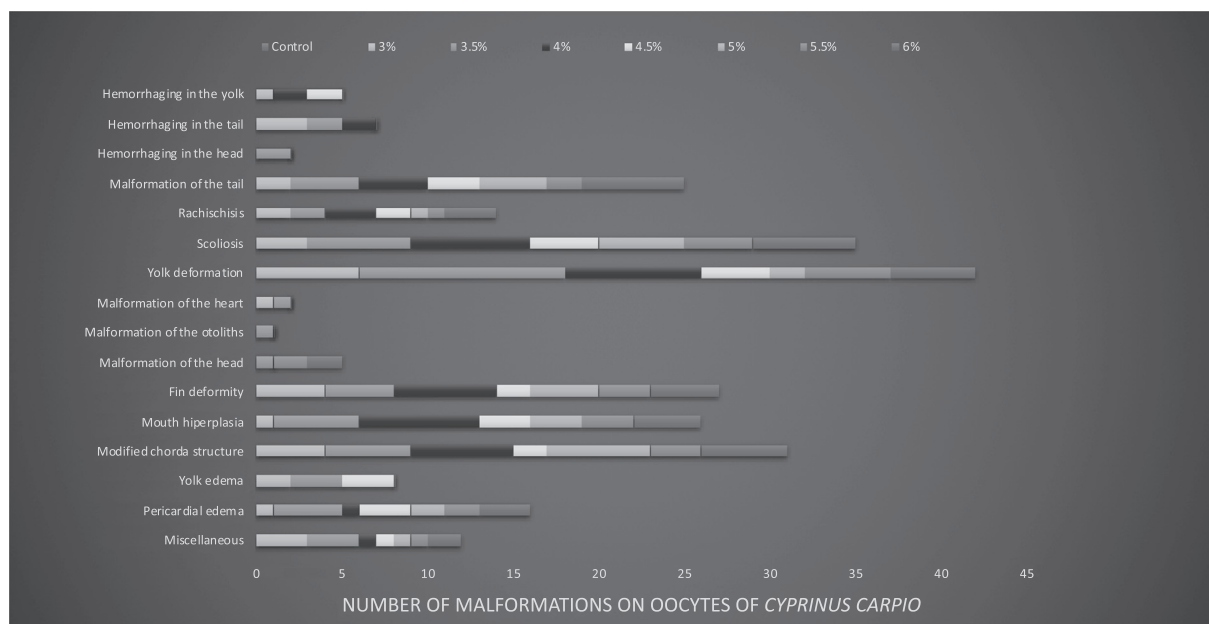 Control 3% 3.5% 4% 4.5% 5% 5.5% 6%
Hemorrhaging in the yolk
Hemorrhaging in the tail
Hemorrhaging in the head
Malformation of the tail
Rachischisis
Scoliosis
Yolk deformation
Malformation of the heart
Malformation of the otoliths
Malformation of the head
Fin deformity
Mouth hiperplasia
Modified chorda structure
Yolk edema
Pericardial edema
Miscellaneous
0 5 10 15 20 25 30 35 40 45
NUMBER OF MALFORMATIONS ON OOCYTES OF CYPRINUS CARPIO